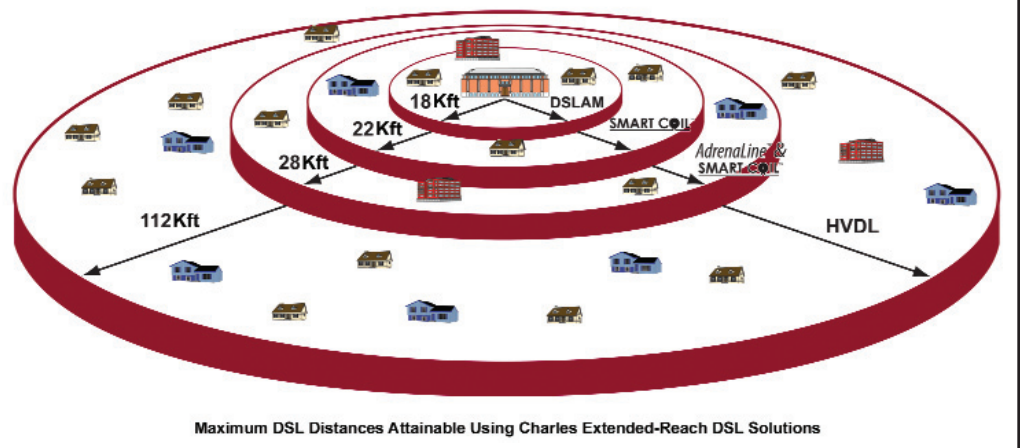 18Kft
DSLAM
22Kft
SMART COIL
28Kft
AdrenaLine &
SMART COIL
112Kft
HVDL
Maximum DSL Distances Attainable Using Charles Extended-Reach DSL Solutions